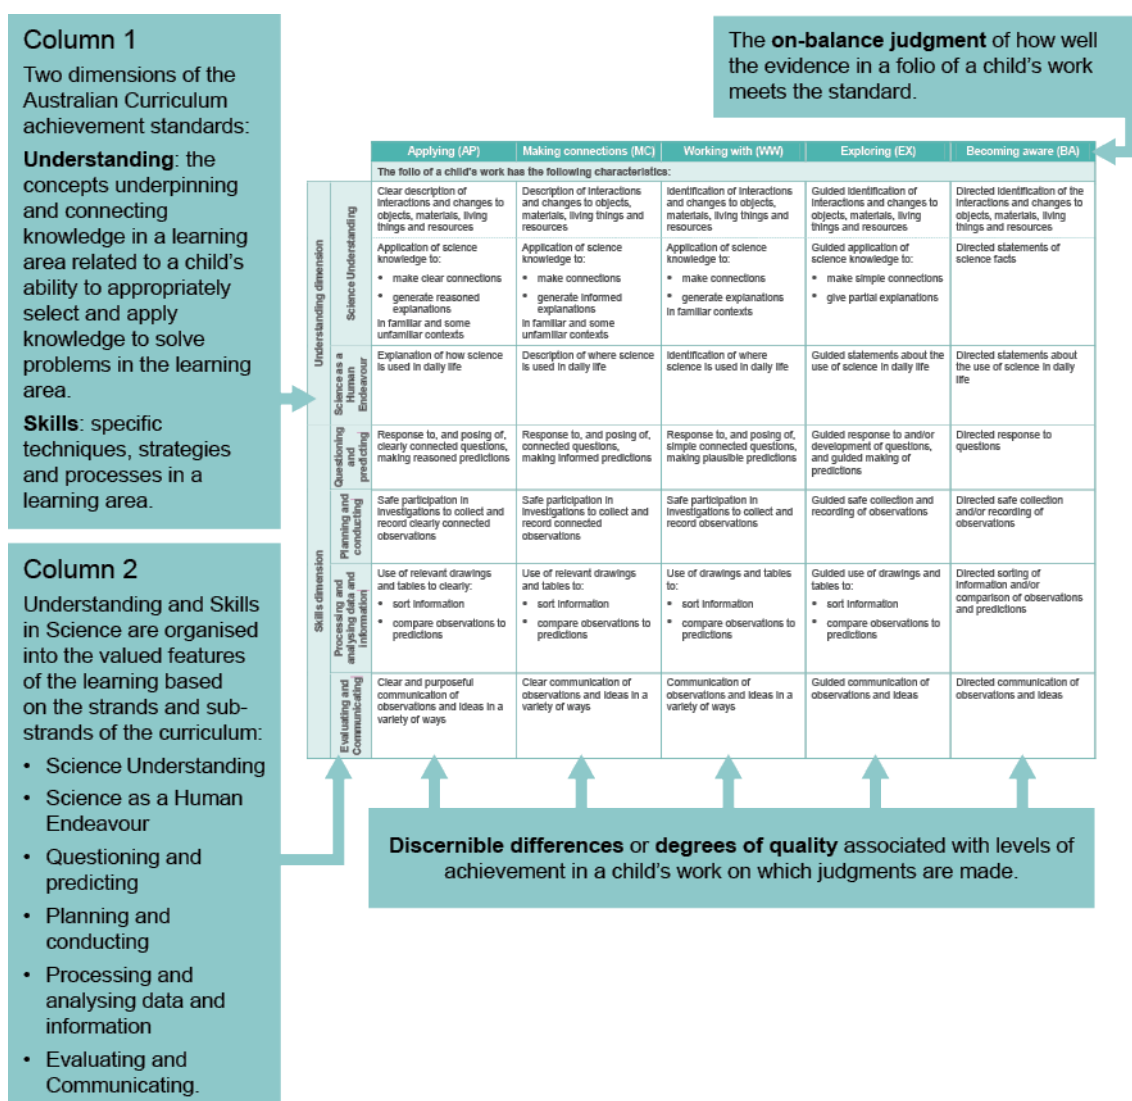 Column 1
Two dimensions of the
Australian Curriculum
achievement standards:
Understanding: the
concepts underpinning
and connecting
knowledge in a learning
area related to a child's
ability to appropriately
select and apply
knowledge to solve
problems in the learning
area.
Skills: specific
techniques, strategies
and processes in a
learning area.
Column 2
Understanding and Skills
in Science are organised
into the valued features
of the learning based
on the strands and sub-
strands of the curriculum:
• Science Understanding
• Science as a Human
Endeavour
• Questioning and
predicting
• Planning and
conducting
• Processing and
analysing data and
information
• Evaluating and
Communicating.
The on-balance judgment of how well
the evidence in a folio of a child's work
meets the standard.
Applying (AP)
Making connections (MC)
Working with (WW)
Exploring (EX)
Becoming aware (BA)
The folio of a child's work has the following characteristics:
Understanding dimension
Science Understanding
Clear description of
interactions and changes to
objects, materials, living
things and resources
Description of interactions
and changes to objects,
materials, living things and
resources
Identification of interactions
and changes to objects,
materials, living things and
resources
Guided identification of
interactions and changes to
objects, materials, living
things and resources
Directed identification of the
interactions and changes to
objects, materials, living
things and resources
Application of science
knowledge to:
• make clear connections
• generate reasoned
explanations
in familiar and some
unfamiliar contexts
Application of science
knowledge to:
• make connections
• generate informed
explanations
in familiar and some
unfamiliar contexts
Application of science
knowledge to:
• make connections
• generate explanations
in familiar contexts
Guided application of
science knowledge to:
• make simple connections
• give partial explanations
Directed statements of
science facts
Science as a
Human
Endeavour
Explanation of how science
is used in daily life
Description of where science
is used in daily life
Identification of where
science is used in daily life
Guided statements about the
use of science in daily life
Directed statements about
the use of science in daily
life
Skills dimension
Questioning
and
predicting
Response to, and posing of,
clearly connected questions,
making reasoned predictions
Response to, and posing of,
connected questions,
making informed predictions
Response to, and posing of,
simple connected questions,
making plausible predictions
Guided response to and/or
development of questions,
and guided making of
predictions
Directed response to
questions
Planning and
conducting
Safe participation in
investigations to collect and
record clearly connected
observations
Safe participation in
investigations to collect and
record connected
observations
Safe participation in
investigations to collect and
record observations
Guided safe collection and
recording of observations
Directed safe collection
and/or recording of
observations
Processing and
analysing data and
information
Use of relevant drawings
and tables to clearly:
• sort information
• compare observations to
predictions
Use of relevant drawings
and tables to:
• sort information
• compare observations to
predictions
Use of drawings and tables
to:
• sort information
• compare observations to
predictions
Guided use of drawings and
tables to:
• sort information
• compare observations to
predictions
Directed sorting of
information and/or
comparison of observations
and predictions
Evaluating and
Communicating
Clear and purposeful
communication of
observations and ideas in a
variety of ways
Clear communication of
observations and ideas in a
variety of ways
Communication of
observations and ideas in a
variety of ways
Guided communication of
observations and ideas
Directed communication of
observations and ideas
Discernible differences or degrees of quality associated with levels of
achievement in a child's work on which judgments are made.